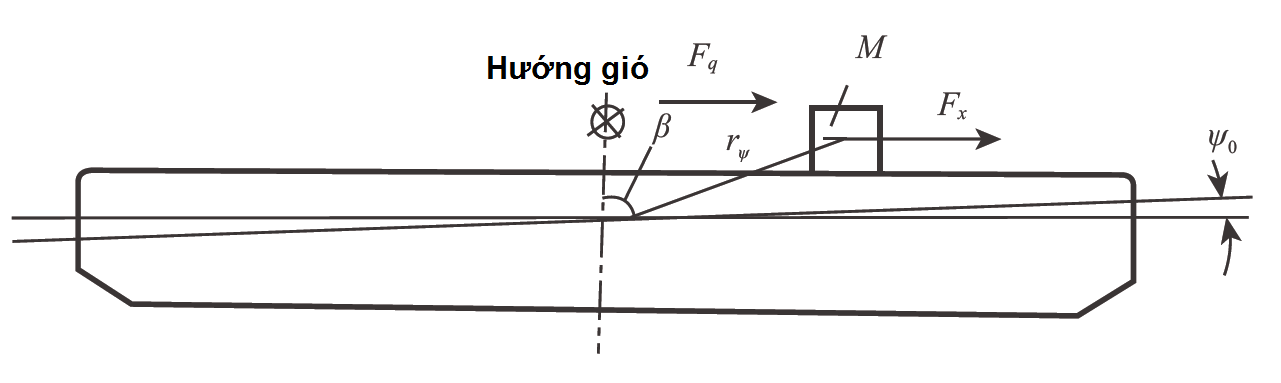 Hướng gió
F_q
M
F_x
β
r_ψ
ψ_0